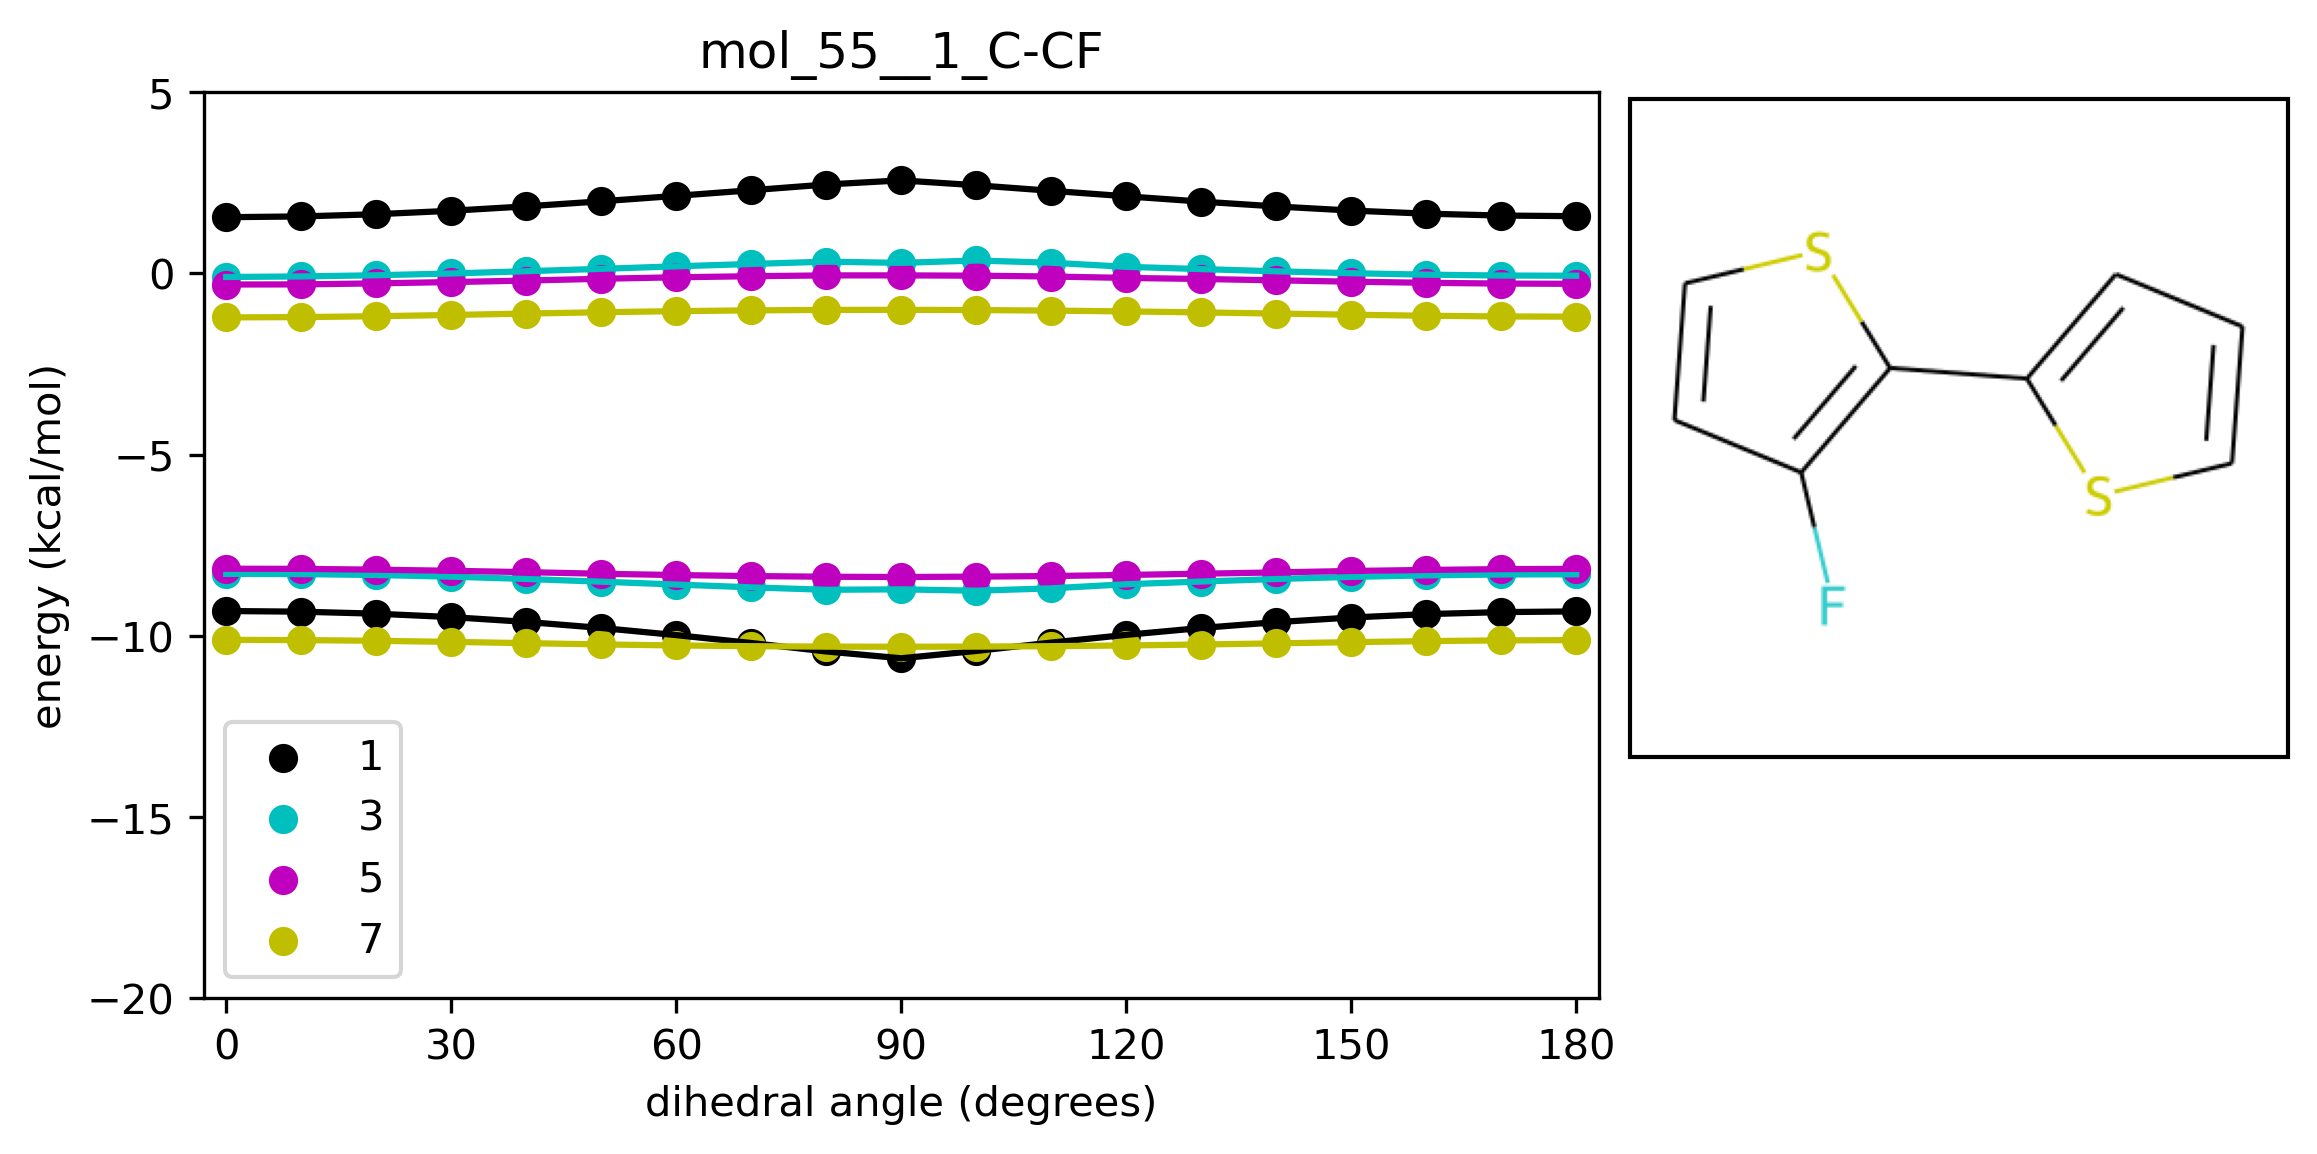 mol_55__1_C-CF
5
0
−5
−10
−15
−20
energy (kcal/mol)
1
3
5
7
0 30 60 90 120 150 180
dihedral angle (degrees)
S
S
F